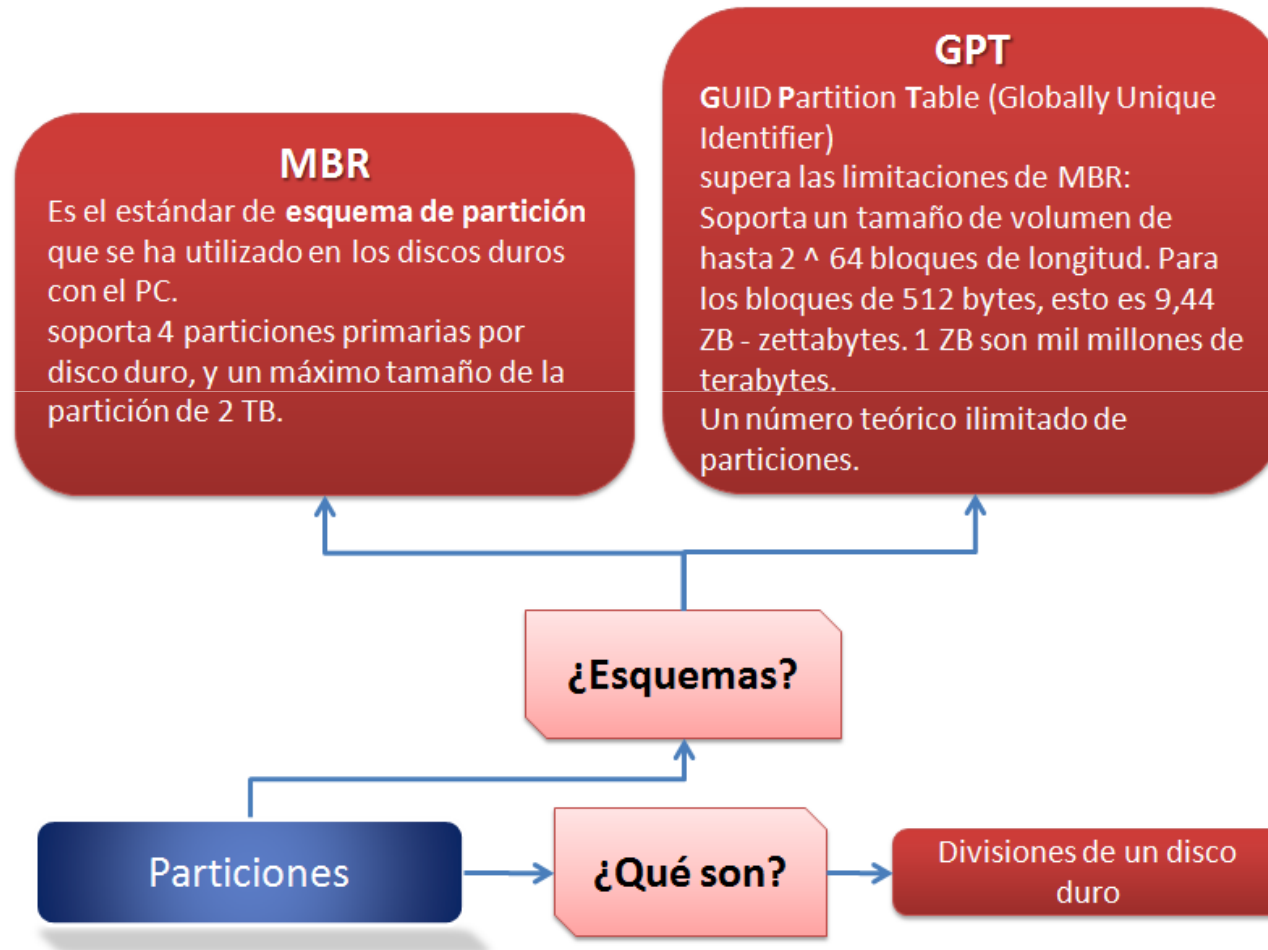 MBR
Es el estándar de esquema de partición
que se ha utilizado en los discos duros
con el PC.
soporta 4 particiones primarias por
disco duro, y un máximo tamaño de la
partición de 2 TB.
GPT
GUID Partition Table (Globally Unique
Identifier)
supera las limitaciones de MBR:
Soporta un tamaño de volumen de
hasta 2 ^ 64 bloques de longitud. Para
los bloques de 512 bytes, esto es 9,44
ZB - zettabytes. 1 ZB son mil millones de
terabytes.
Un número teórico ilimitado de
particiones.
¿Esquemas?
Particiones
¿Qué son?
Divisiones de un disco
duro